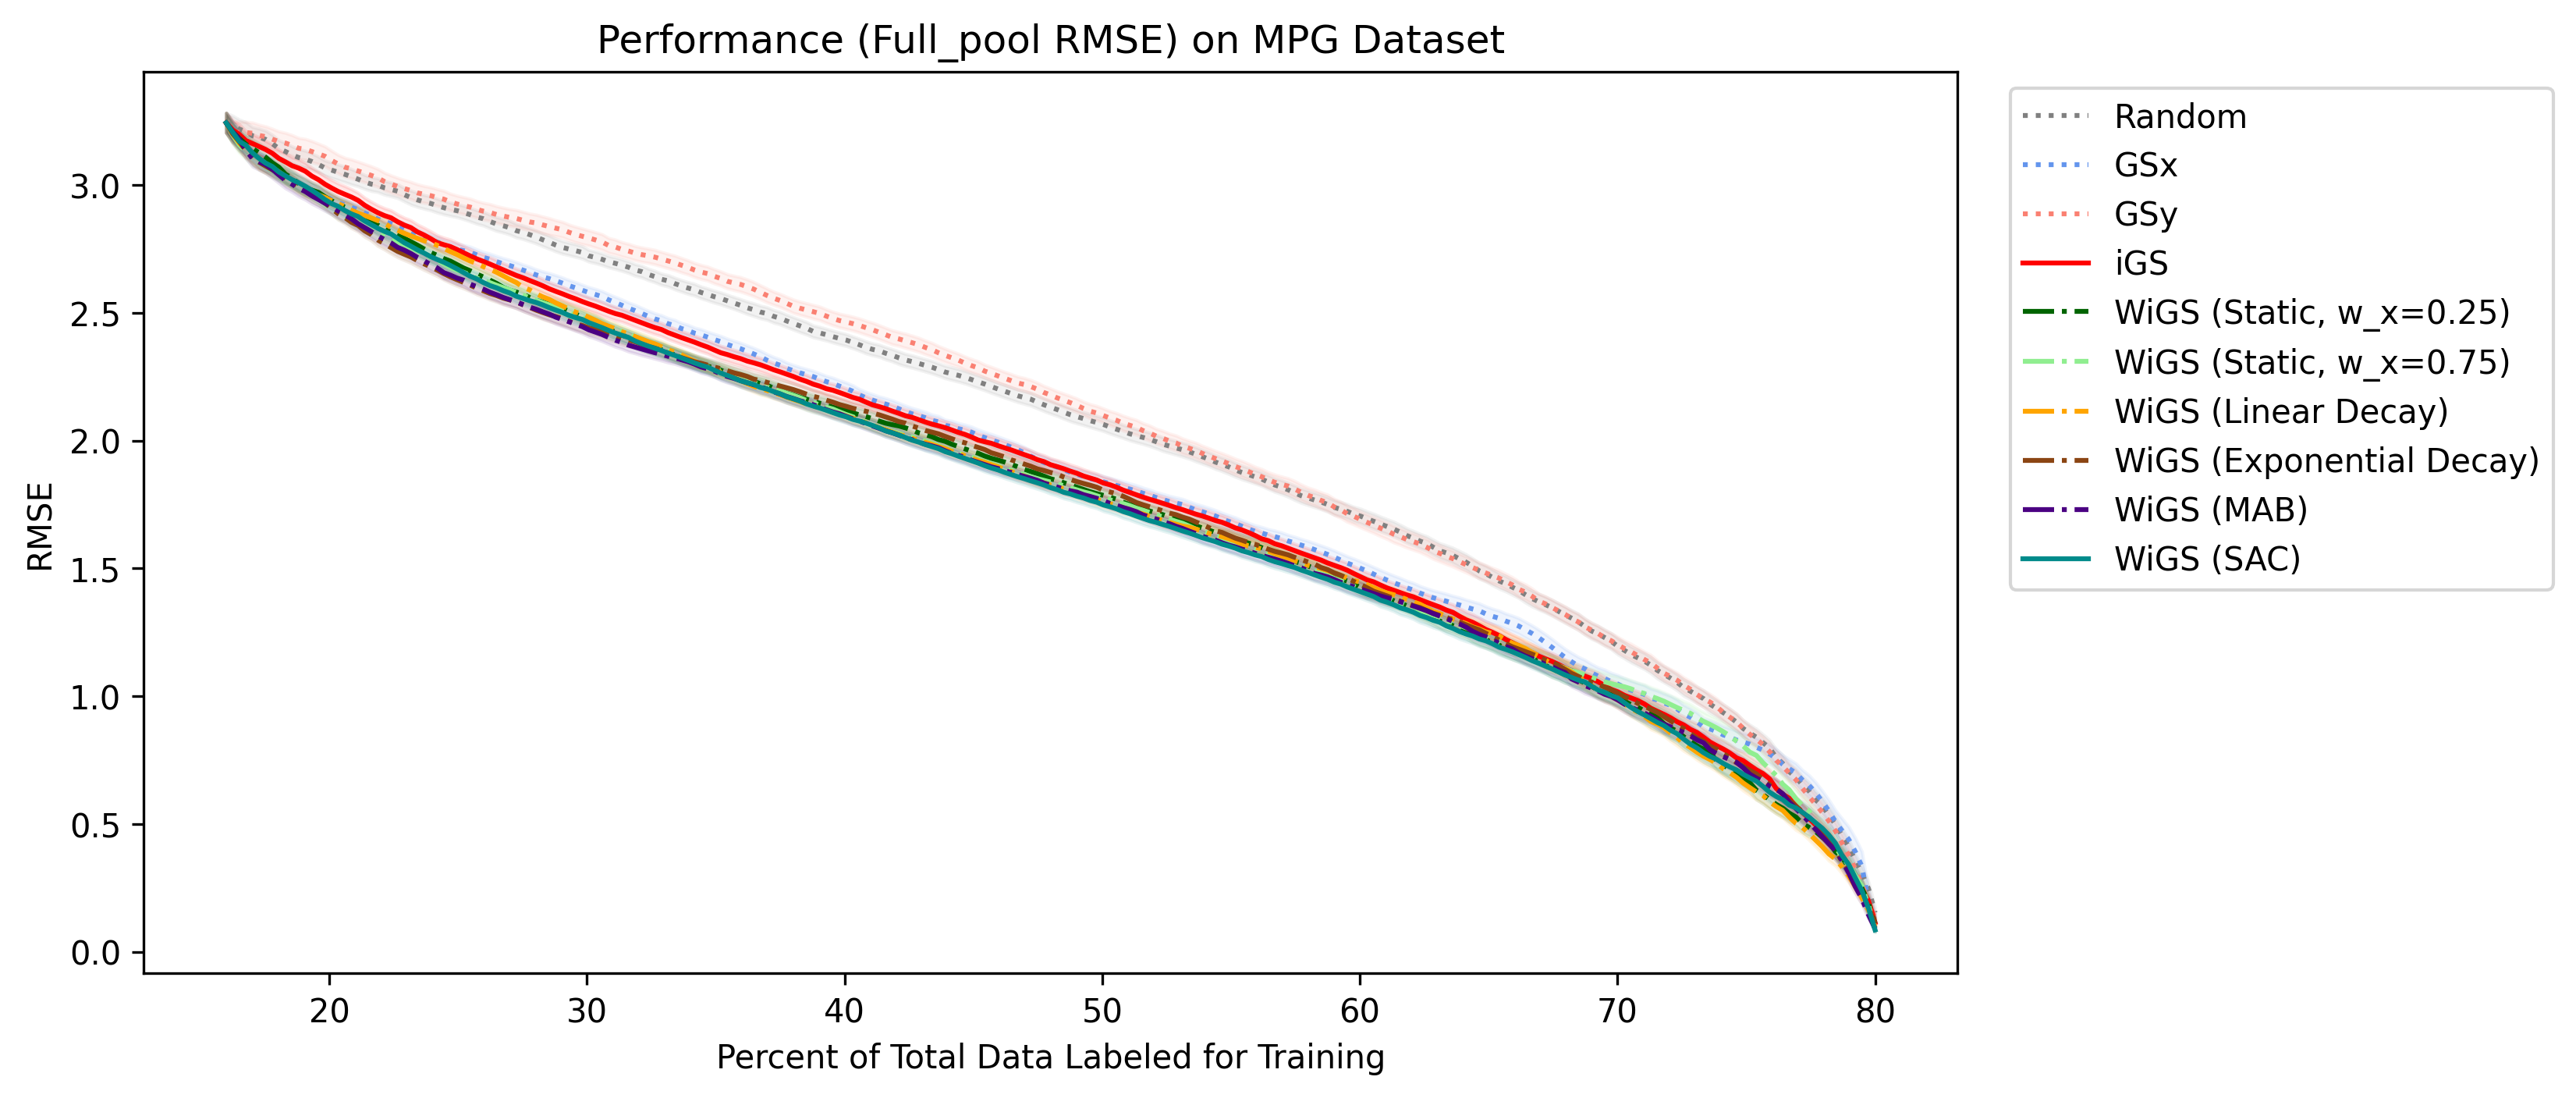 Performance (Full_pool RMSE) on MPG Dataset
RMSE
3.0
2.5
2.0
1.5
1.0
0.5
0.0
20 30 40 50 60 70 80
Percent of Total Data Labeled for Training
Random
GSx
GSy
iGS
WiGS (Static, w_x=0.25)
WiGS (Static, w_x=0.75)
WiGS (Linear Decay)
WiGS (Exponential Decay)
WiGS (MAB)
WiGS (SAC)